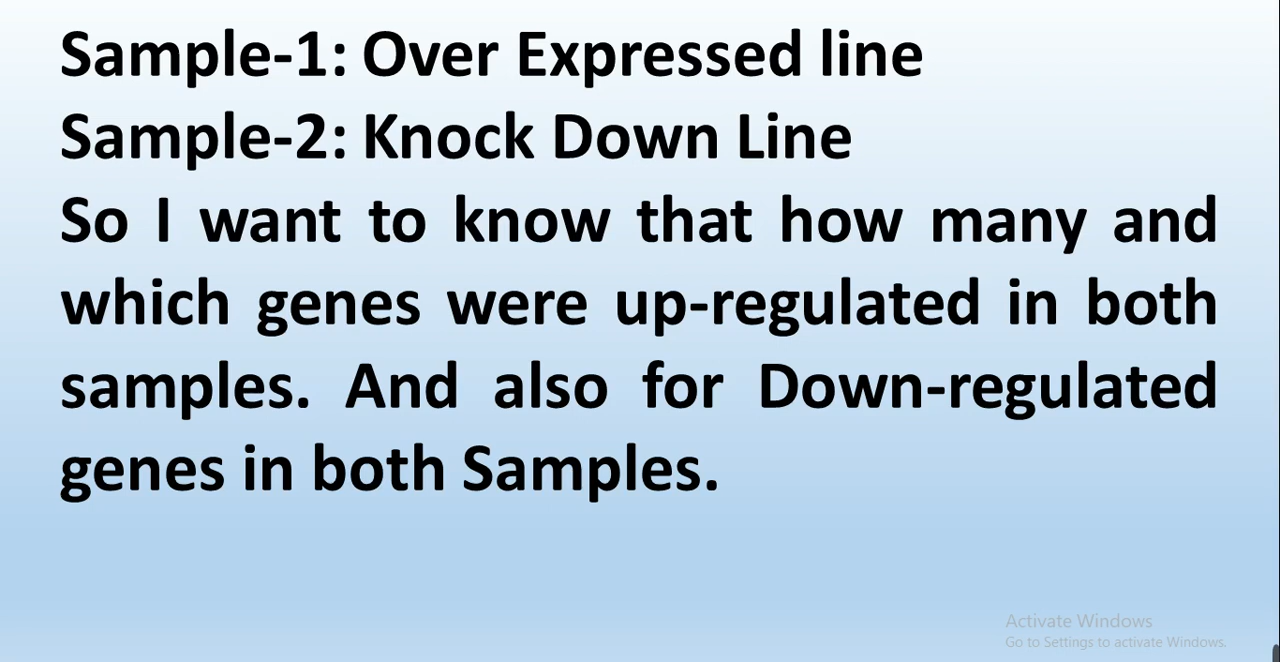 Sample-1: Over Expressed line
Sample-2: Knock Down Line
So I want to know that how many and
which genes were up-regulated in both
samples. And also for Down-regulated
genes in both Samples.
Activate Windows
Go to Settings to activate Windows.